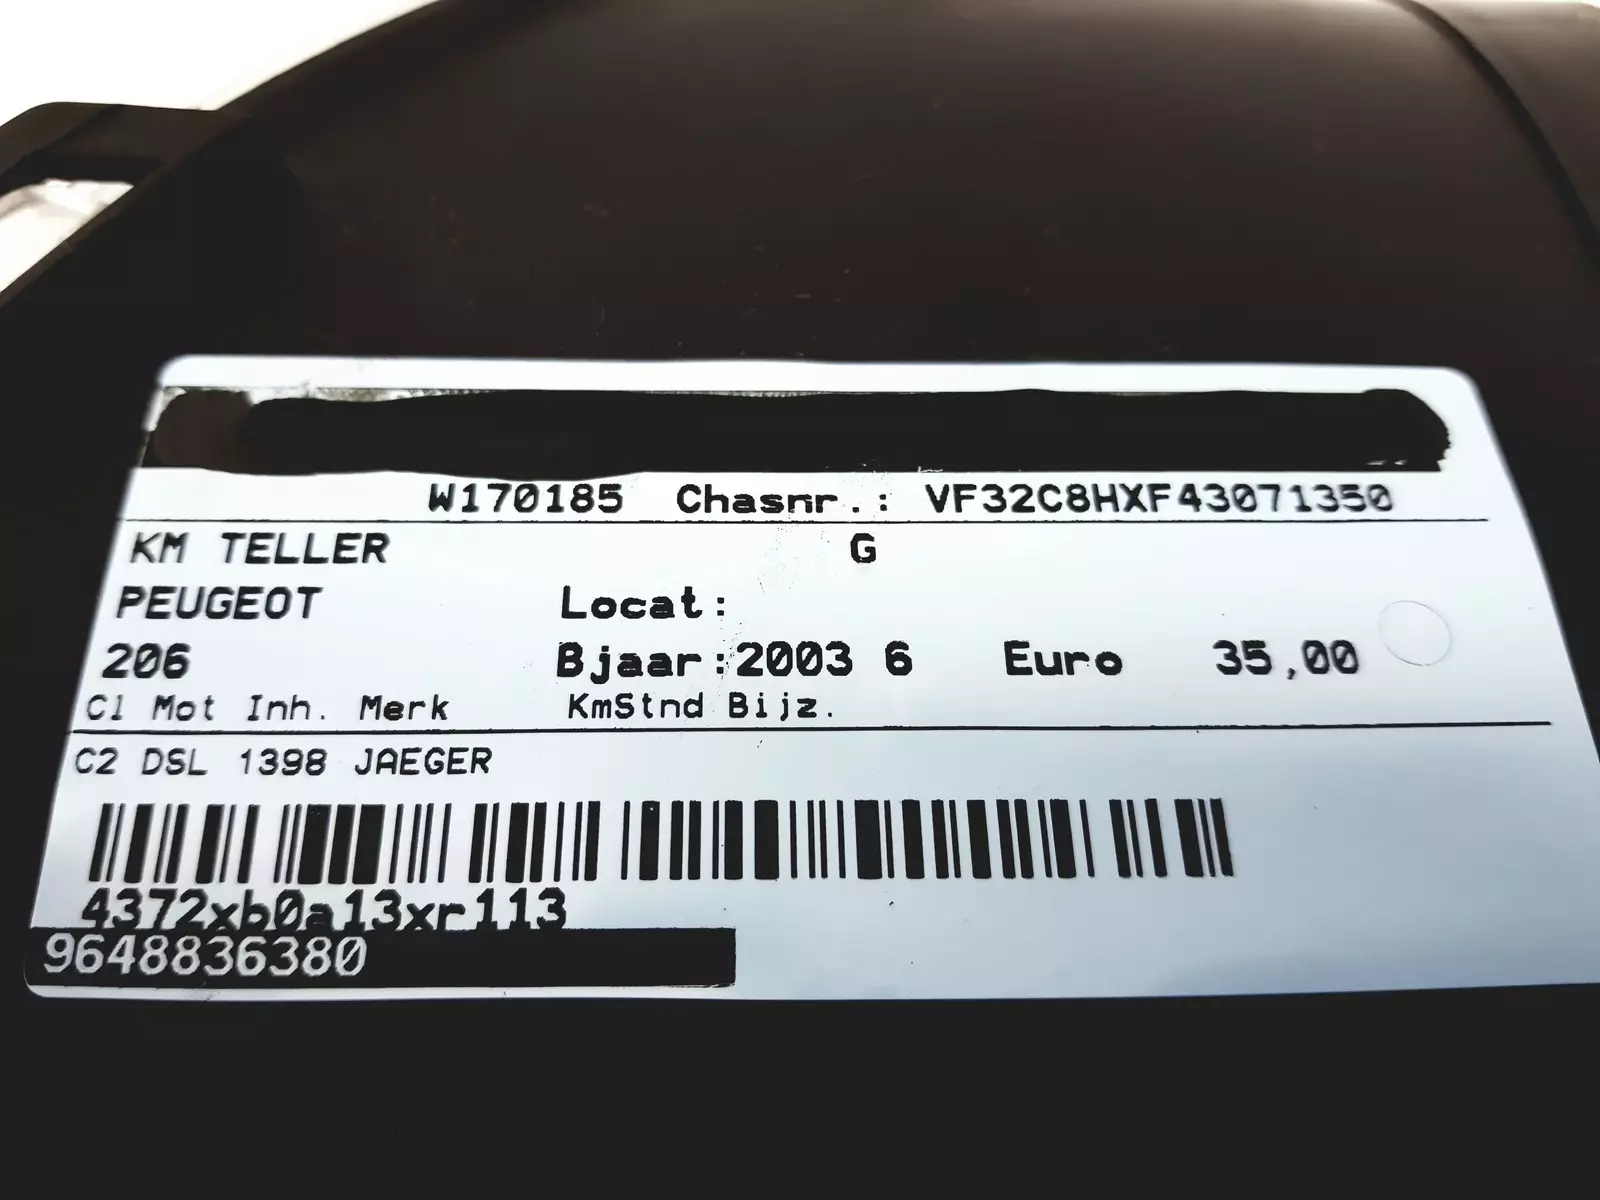 W170185 Chasnr.: VF32C8HXF43071350
KM TELLER G
PEUGEOT Locat:
206 Bjaar:2003 6 Euro 35,00
Cl Mot Inh. Merk KmStnd Bijz.
C2 DSL 1398 JAEGER
4372xb0a13xr113
9648836380